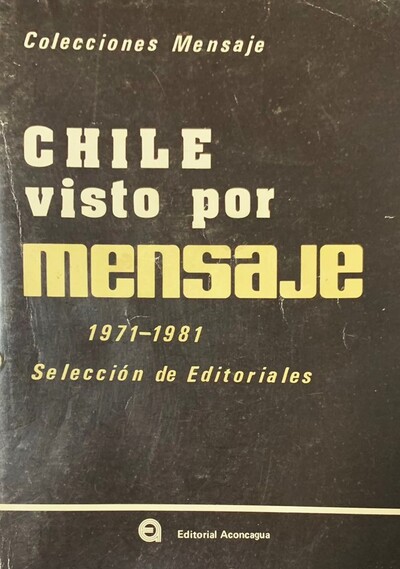 Colecciones Mensaje
CHILE
visto por
mensaje
1971-1981
Selección de Editoriales
Editorial Aconcagua